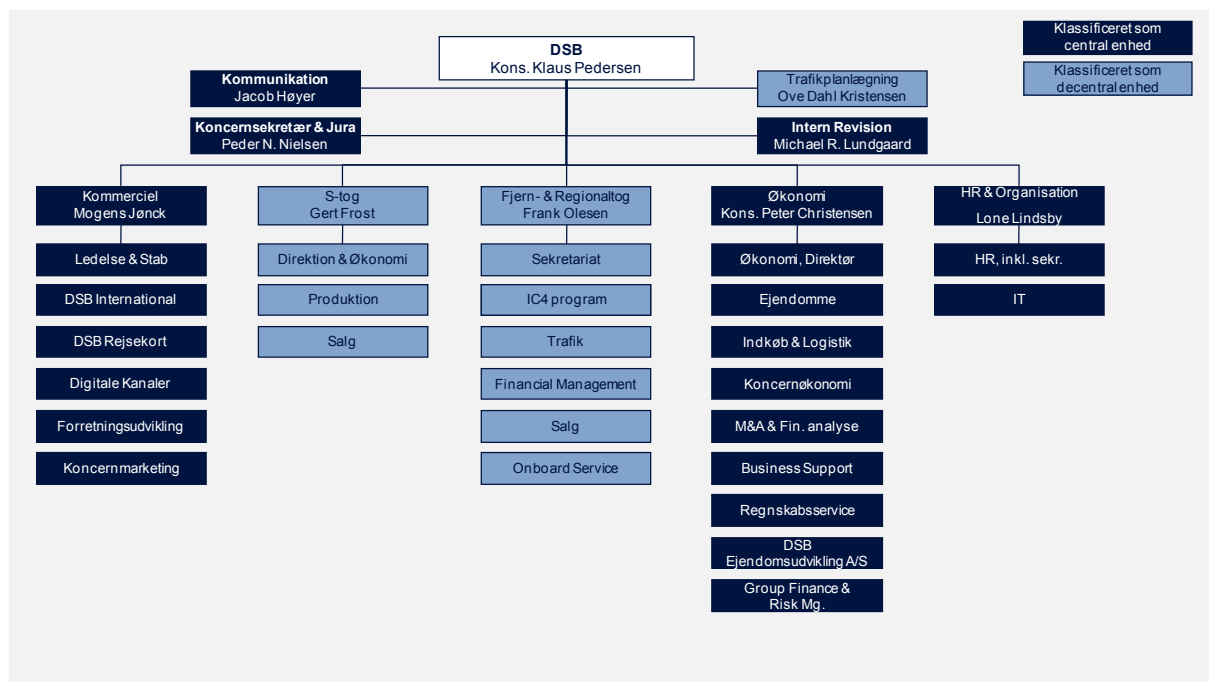 Klassificeret som
central enhed
Klassificeret som
decentral enhed
DSB
Kons. Klaus Pedersen
Kommunikation
Jacob Høyer
Trafikplanlægning
Ove Dahl Kristensen
Koncernsekretær & Jura
Peder N. Nielsen
Intern Revision
Michael R. Lundgaard
Kommerciel
Mogens Jønck
Ledelse & Stab
DSB International
DSB Rejsekort
Digitale Kanaler
Forretningsudvikling
Koncernmarketing
S-tog
Gert Frost
Direktion & Økonomi
Produktion
Salg
Fjern- & Regionaltog
Frank Olesen
Sekretariat
IC4 program
Trafik
Financial Management
Salg
Onboard Service
Økonomi
Kons. Peter Christensen
Økonomi, Direktør
Ejendomme
Indkøb & Logistik
Koncernøkonomi
M&A & Fin. analyse
Business Support
Regnskabsservice
DSB
Ejendomsudvikling A/S
Group Finance &
Risk Mg.
HR & Organisation
Lone Lindsby
HR, inkl. sekr.
IT